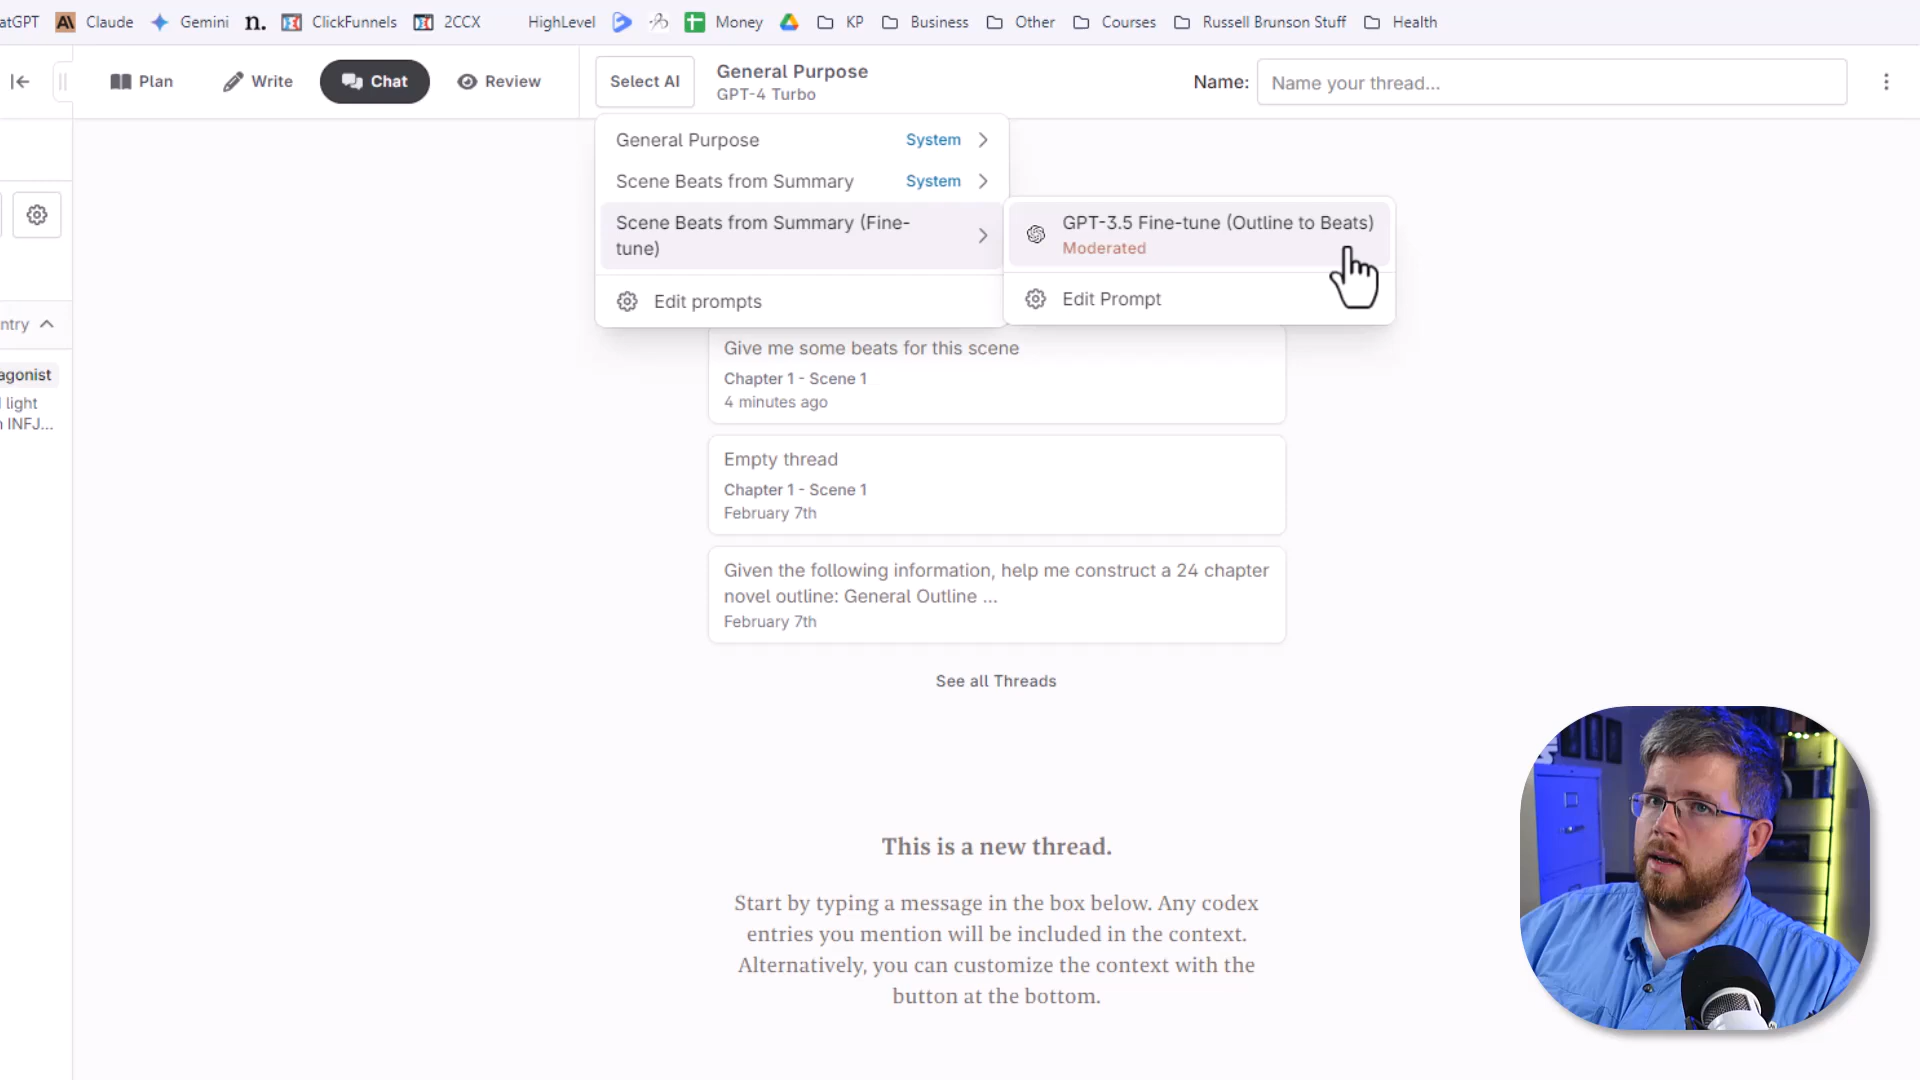 atGPT Claude Gemini n. ClickFunnels 2CCX HighLevel Money KP Business Other Courses Russell Brunson Stuff Health
Plan Write Chat Review Select AI General Purpose Name: Name your thread...
GPT-4 Turbo
General Purpose System
Scene Beats from Summary System
Scene Beats from Summary (Fine-
tune)
Edit prompts
GPT-3.5 Fine-tune (Outline to Beats)
Moderated
Edit Prompt
ntry
agonist
light
INFJ...
Give me some beats for this scene
Chapter 1 - Scene 1
4 minutes ago
Empty thread
Chapter 1 - Scene 1
February 7th
Given the following information, help me construct a 24 chapter
novel outline: General Outline ...
February 7th
See all Threads
This is a new thread.
Start by typing a message in the box below. Any codex
entries you mention will be included in the context.
Alternatively, you can customize the context with the
button at the bottom.